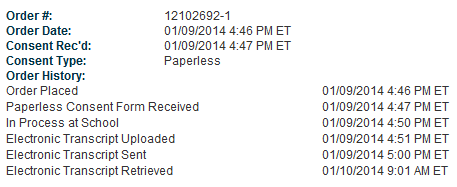 Order #: 12102692-1
Order Date: 01/09/2014 4:46 PM ET
Consent Rec'd: 01/09/2014 4:47 PM ET
Consent Type: Paperless
Order History:
Order Placed 01/09/2014 4:46 PM ET
Paperless Consent Form Received 01/09/2014 4:47 PM ET
In Process at School 01/09/2014 4:50 PM ET
Electronic Transcript Uploaded 01/09/2014 4:51 PM ET
Electronic Transcript Sent 01/09/2014 5:00 PM ET
Electronic Transcript Retrieved 01/10/2014 9:01 AM ET